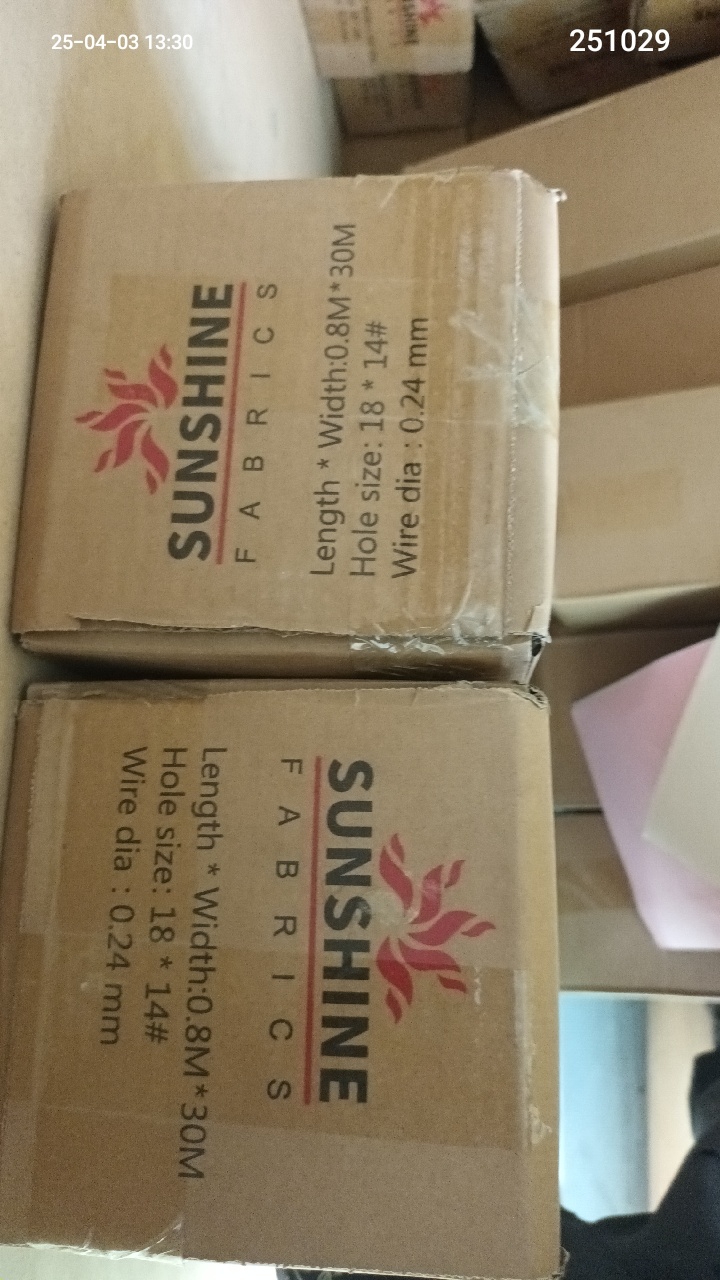 25-04-03 13:30
251029
SUNSHINE
FABRICS
Length * Width:0.8M*30M
Hole size: 18 * 14#
Wire dia : 0.24 mm
SUNSHINE
FABRICS
Length * Width:0.8M*30M
Hole size: 18 * 14#
Wire dia : 0.24 mm